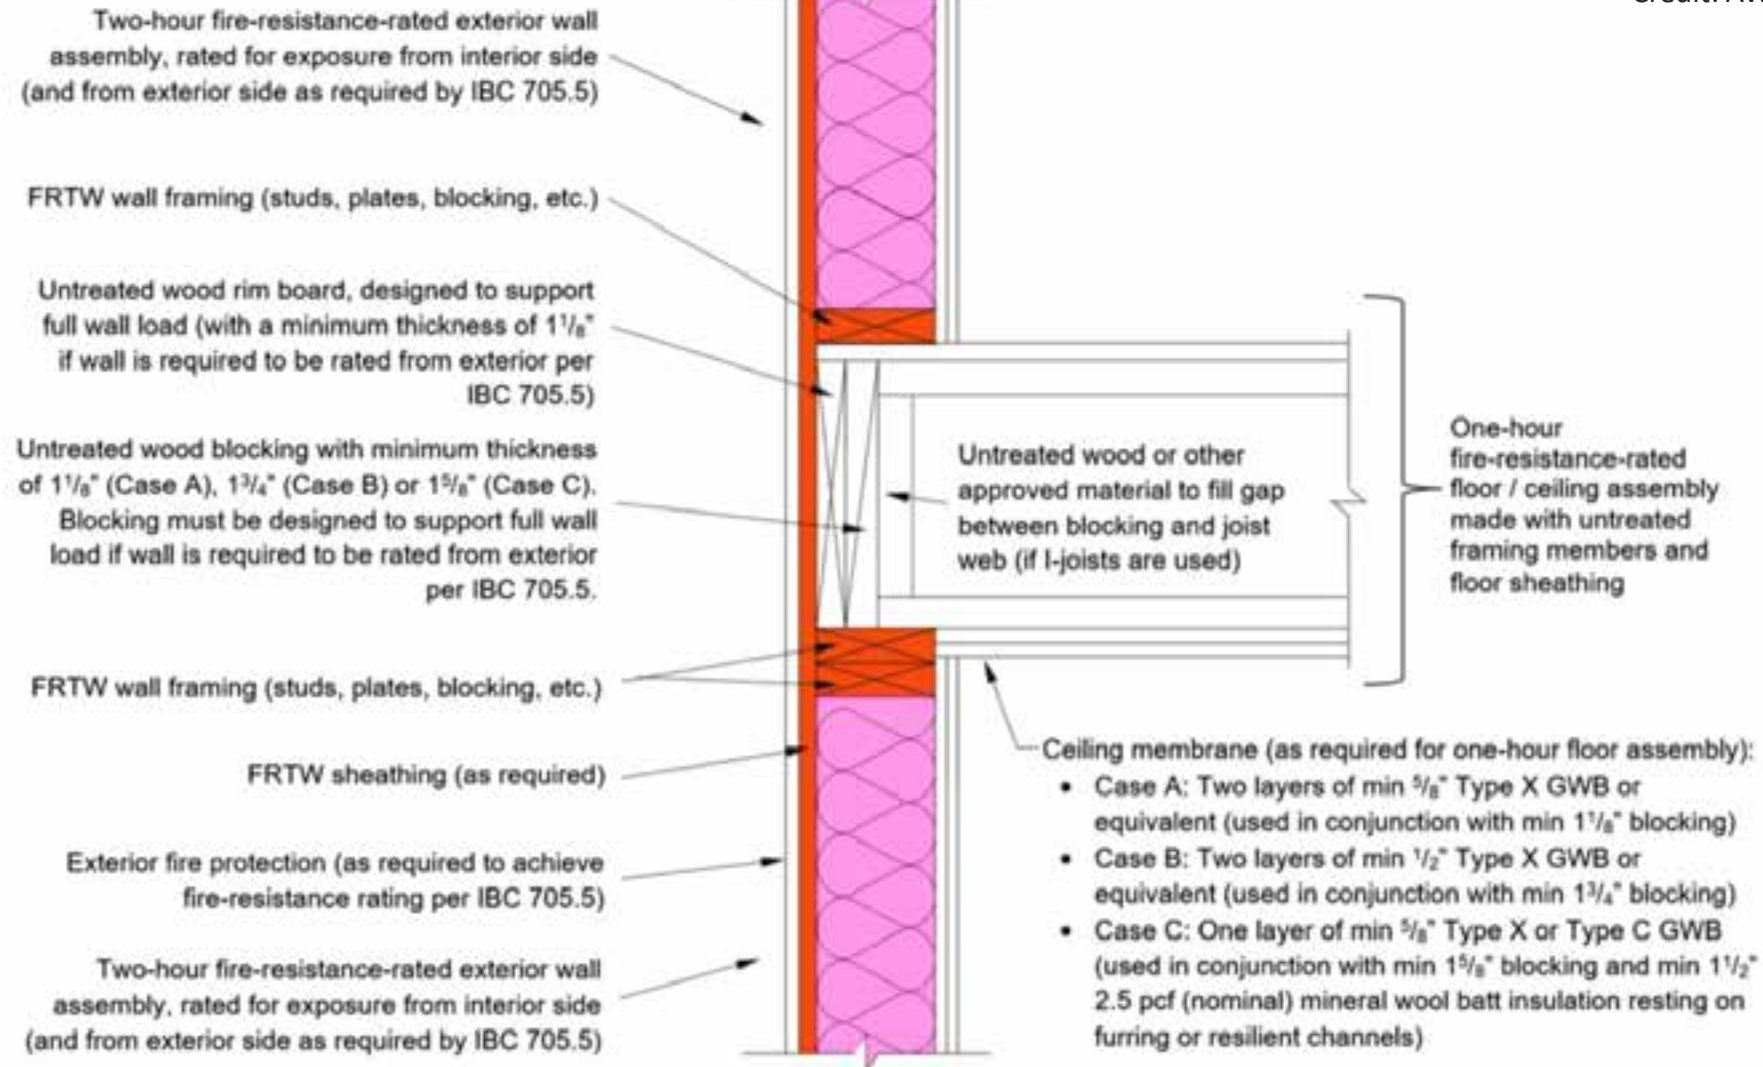 Credit:
Two-hour fire-resistance-rated exterior wall
assembly, rated for exposure from interior side
(and from exterior side as required by IBC 705.5)
FRTW wall framing (studs, plates, blocking, etc.)
Untreated wood rim board, designed to support
full wall load (with a minimum thickness of 1¹/₈"
if wall is required to be rated from exterior per
IBC 705.5)
Untreated wood blocking with minimum thickness
of 1¹/₈" (Case A), 1³/₄" (Case B) or 1⁵/₈" (Case C).
Blocking must be designed to support full wall
load if wall is required to be rated from exterior
per IBC 705.5.
FRTW wall framing (studs, plates, blocking, etc.)
FRTW sheathing (as required)
Exterior fire protection (as required to achieve
fire-resistance rating per IBC 705.5)
Two-hour fire-resistance-rated exterior wall
assembly, rated for exposure from interior side
(and from exterior side as required by IBC 705.5)
Untreated wood or other
approved material to fill gap
between blocking and joist
web (if I-joists are used)
One-hour
fire-resistance-rated
floor / ceiling assembly
made with untreated
framing members and
floor sheathing
Ceiling membrane (as required for one-hour floor assembly):
• Case A: Two layers of min ⁵/₈" Type X GWB or
equivalent (used in conjunction with min 1¹/₈" blocking)
• Case B: Two layers of min ¹/₂" Type X GWB or
equivalent (used in conjunction with min 1³/₄" blocking)
• Case C: One layer of min ⁵/₈" Type X or Type C GWB
(used in conjunction with min 1⁵/₈" blocking and min 1¹/₂"
2.5 pcf (nominal) mineral wool batt insulation resting on
furring or resilient channels)